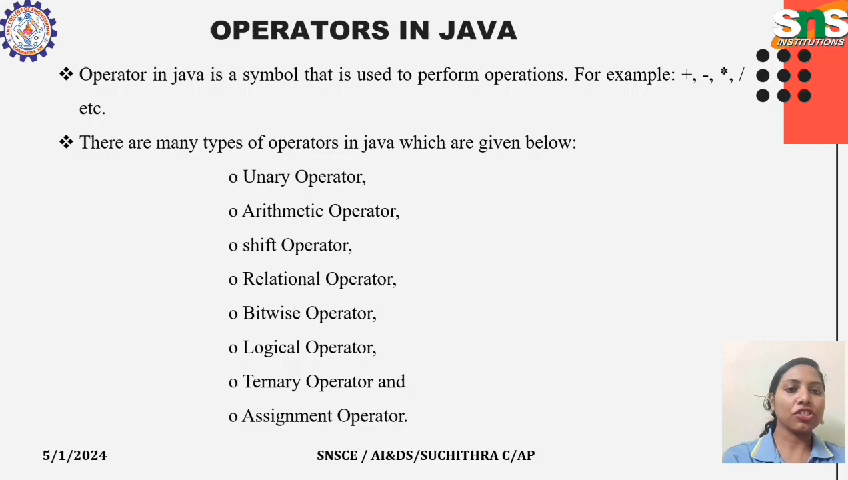 OPERATORS IN JAVA
SNS
INSTITUTIONS
❖ Operator in java is a symbol that is used to perform operations. For example: +, -, *, /
etc.
❖ There are many types of operators in java which are given below:
o Unary Operator,
o Arithmetic Operator,
o shift Operator,
o Relational Operator,
o Bitwise Operator,
o Logical Operator,
o Ternary Operator and
o Assignment Operator.
5/1/2024
SNSCE / AI&DS/SUCHITHRA C/AP